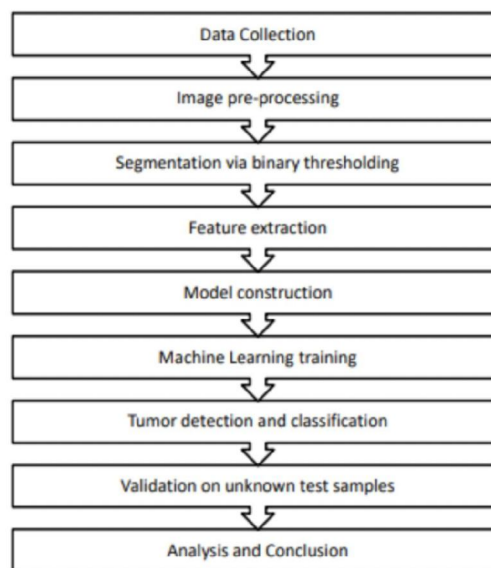 Data Collection
Image pre-processing
Segmentation via binary thresholding
Feature extraction
Model construction
Machine Learning training
Tumor detection and classification
Validation on unknown test samples
Analysis and Conclusion